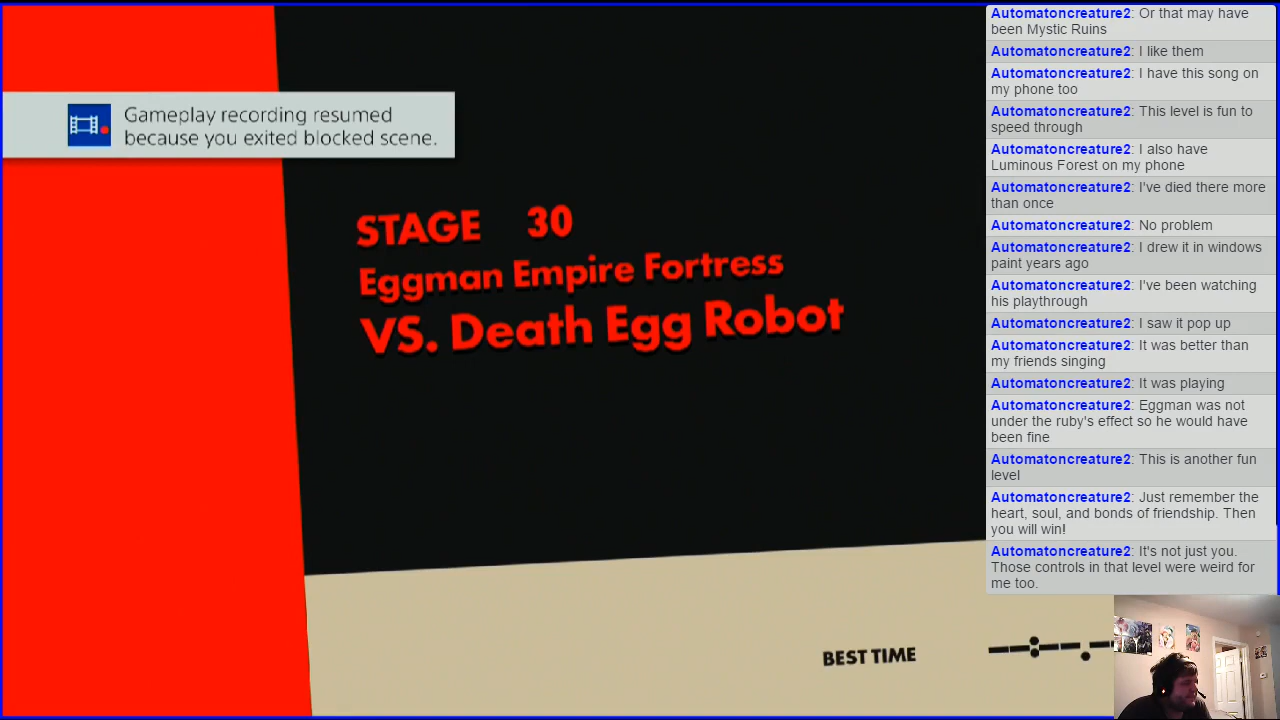 Gameplay recording resumed
because you exited blocked scene.
STAGE 30
Eggman Empire Fortress
VS. Death Egg Robot
BEST TIME
Automatoncreature2: Or that may have
been Mystic Ruins
Automatoncreature2: I like them
Automatoncreature2: I have this song on
my phone too
Automatoncreature2: This level is fun to
speed through
Automatoncreature2: I also have
Luminous Forest on my phone
Automatoncreature2: I've died there more
than once
Automatoncreature2: No problem
Automatoncreature2: I drew it in windows
paint years ago
Automatoncreature2: I've been watching
his playthrough
Automatoncreature2: I saw it pop up
Automatoncreature2: It was better than
my friends singing
Automatoncreature2: It was playing
Automatoncreature2: Eggman was not
under the ruby's effect so he would have
been fine
Automatoncreature2: This is another fun
level
Automatoncreature2: Just remember the
heart, soul, and bonds of friendship. Then
you will win!
Automatoncreature2: It's not just you.
Those controls in that level were weird for
me too.